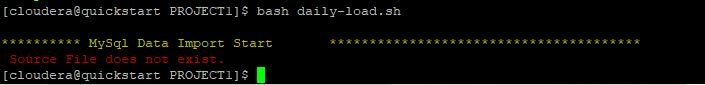 [cloudera@quickstart PROJECT1]$ bash daily-load.sh
********** MySql Data Import Start ***************************************
Source File does not exist.
[cloudera@quickstart PROJECT1]$